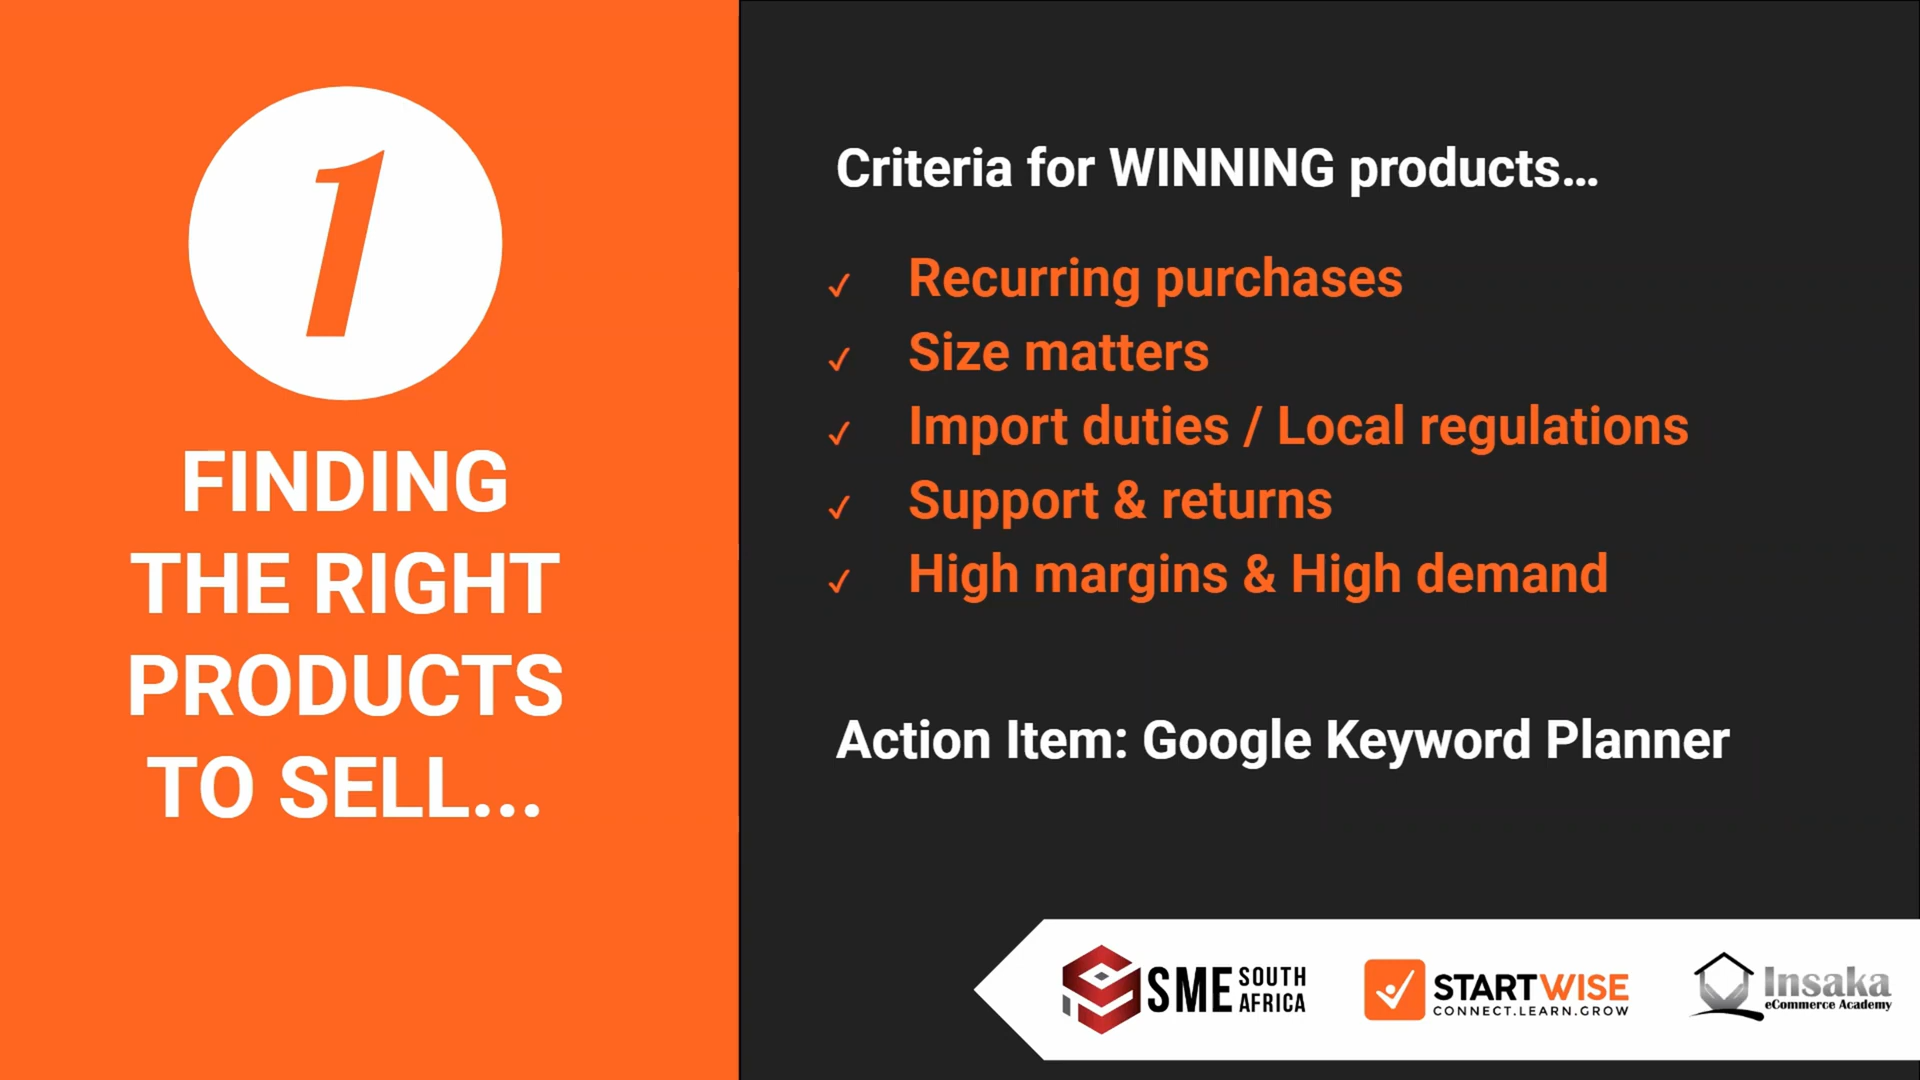 1
FINDING
THE RIGHT
PRODUCTS
TO SELL...
Criteria for WINNING products...
✓ Recurring purchases
✓ Size matters
✓ Import duties / Local regulations
✓ Support & returns
✓ High margins & High demand
Action Item: Google Keyword Planner
SME SOUTH AFRICA
STARTWISE
CONNECT.LEARN.GROW
Insaka
eCommerce Academy